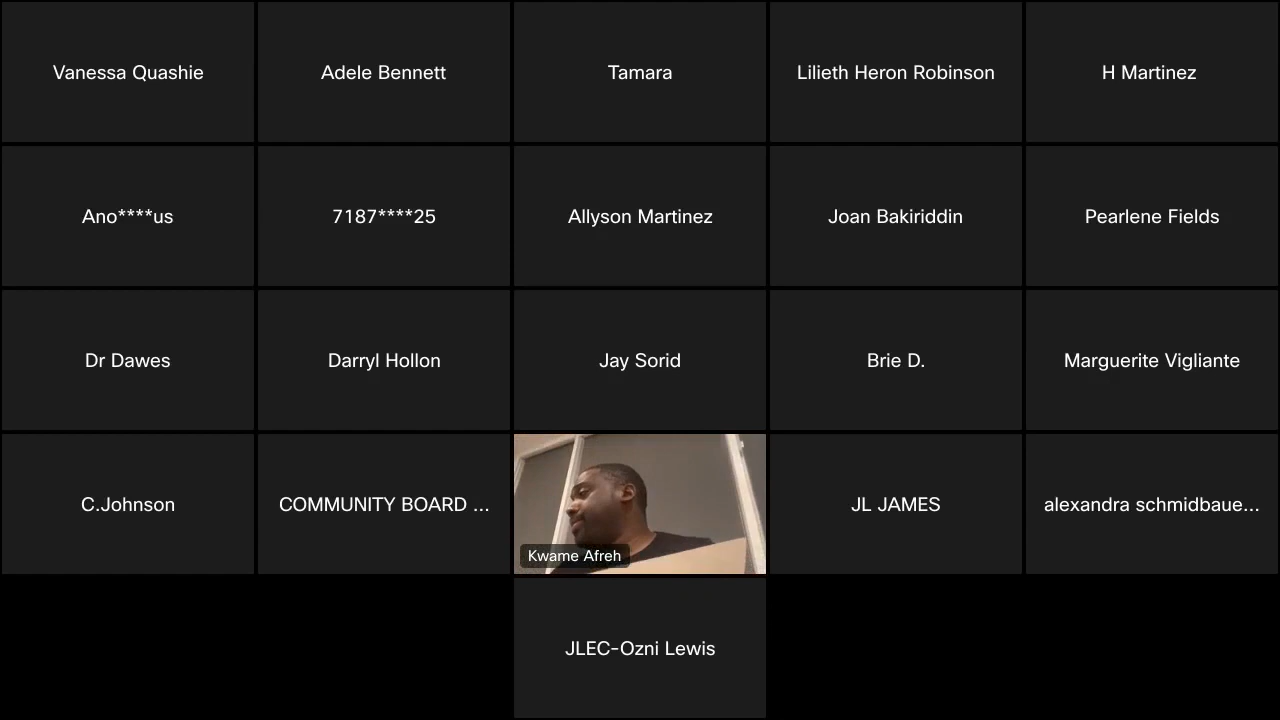 Vanessa Quashie
Adele Bennett
Tamara
Lilieth Heron Robinson
H Martinez
Ano****us
7187****25
Allyson Martinez
Joan Bakiriddin
Pearlene Fields
Dr Dawes
Darryl Hollon
Jay Sorid
Brie D.
Marguerite Vigliante
C.Johnson
COMMUNITY BOARD ...
Kwame Afreh
JL JAMES
alexandra schmidbaue...
JLEC-Ozni Lewis